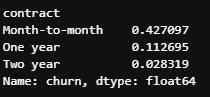 contract
Month-to-month    0.427097
One year          0.112695
Two year          0.028319
Name: churn, dtype: float64